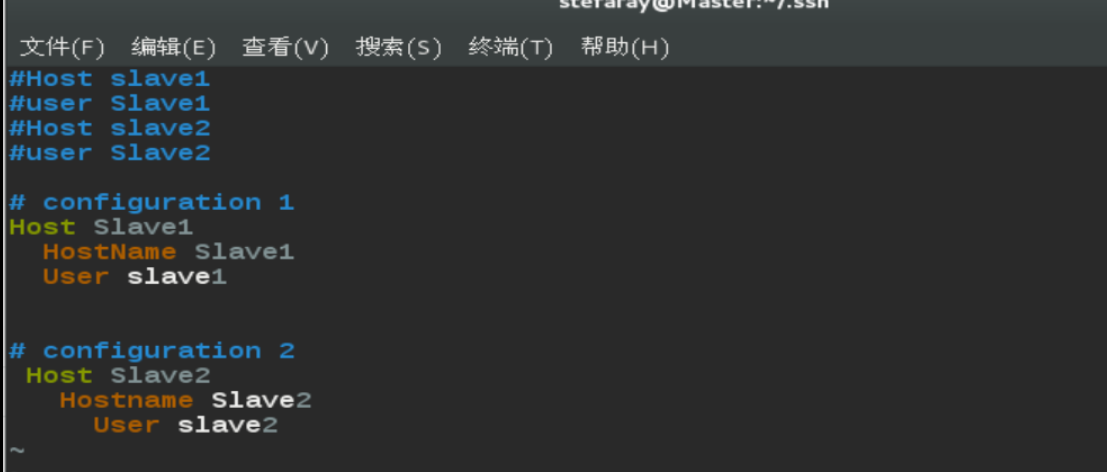 stefaray@Master:~/.ssh
文件(F) 编辑(E) 查看(V) 搜索(S) 终端(T) 帮助(H)
#Host slave1
#user Slave1
#Host slave2
#user Slave2
# configuration 1
Host Slave1
HostName Slave1
User slave1
# configuration 2
Host Slave2
Hostname Slave2
User slave2
~